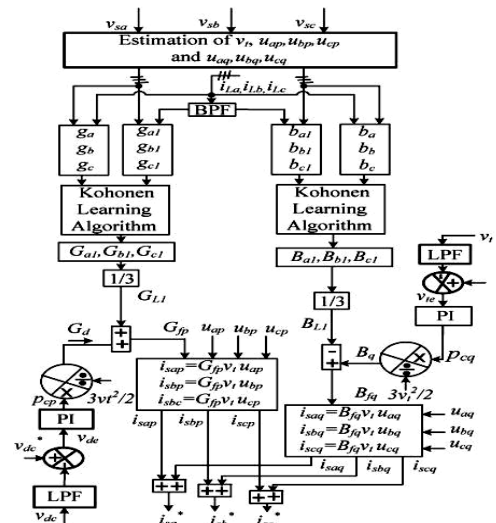 v_sa v_sb v_sc
Estimation of v_t, u_ap, u_bp, u_cp
and u_aq, u_bq, u_cq
i_La, i_Lb, i_Lc
BPF
g_a g_a1 b_a1 b_a
g_b g_b1 b_b1 b_b
g_c g_c1 b_c1 b_c
Kohonen Kohonen
Learning Learning
Algorithm Algorithm
v_t
LPF
G_a1, G_b1, G_c1 B_a1, B_b1, B_c1
+
v_te
1/3 1/3
PI
G_L1 B_L1
G_d + + G_fp u_ap u_bp u_cp
- + B_q p_cq
p_cp 3vt^2/2 3v_t^2/2
i_sap=G_fp v_t u_ap
i_sbp=G_fp v_t u_bp
i_sbc=G_fp v_t u_cp
B_fq
PI
i_sap i_sbp i_scp
i_saq=B_fq v_t u_aq u_aq
i_sbq=B_fq v_t u_bq u_bq
i_scq=B_fq v_t u_cq u_cq
v_dc* v_de
i_saq i_sbq i_scq
LPF
++ ++ ++
v_dc